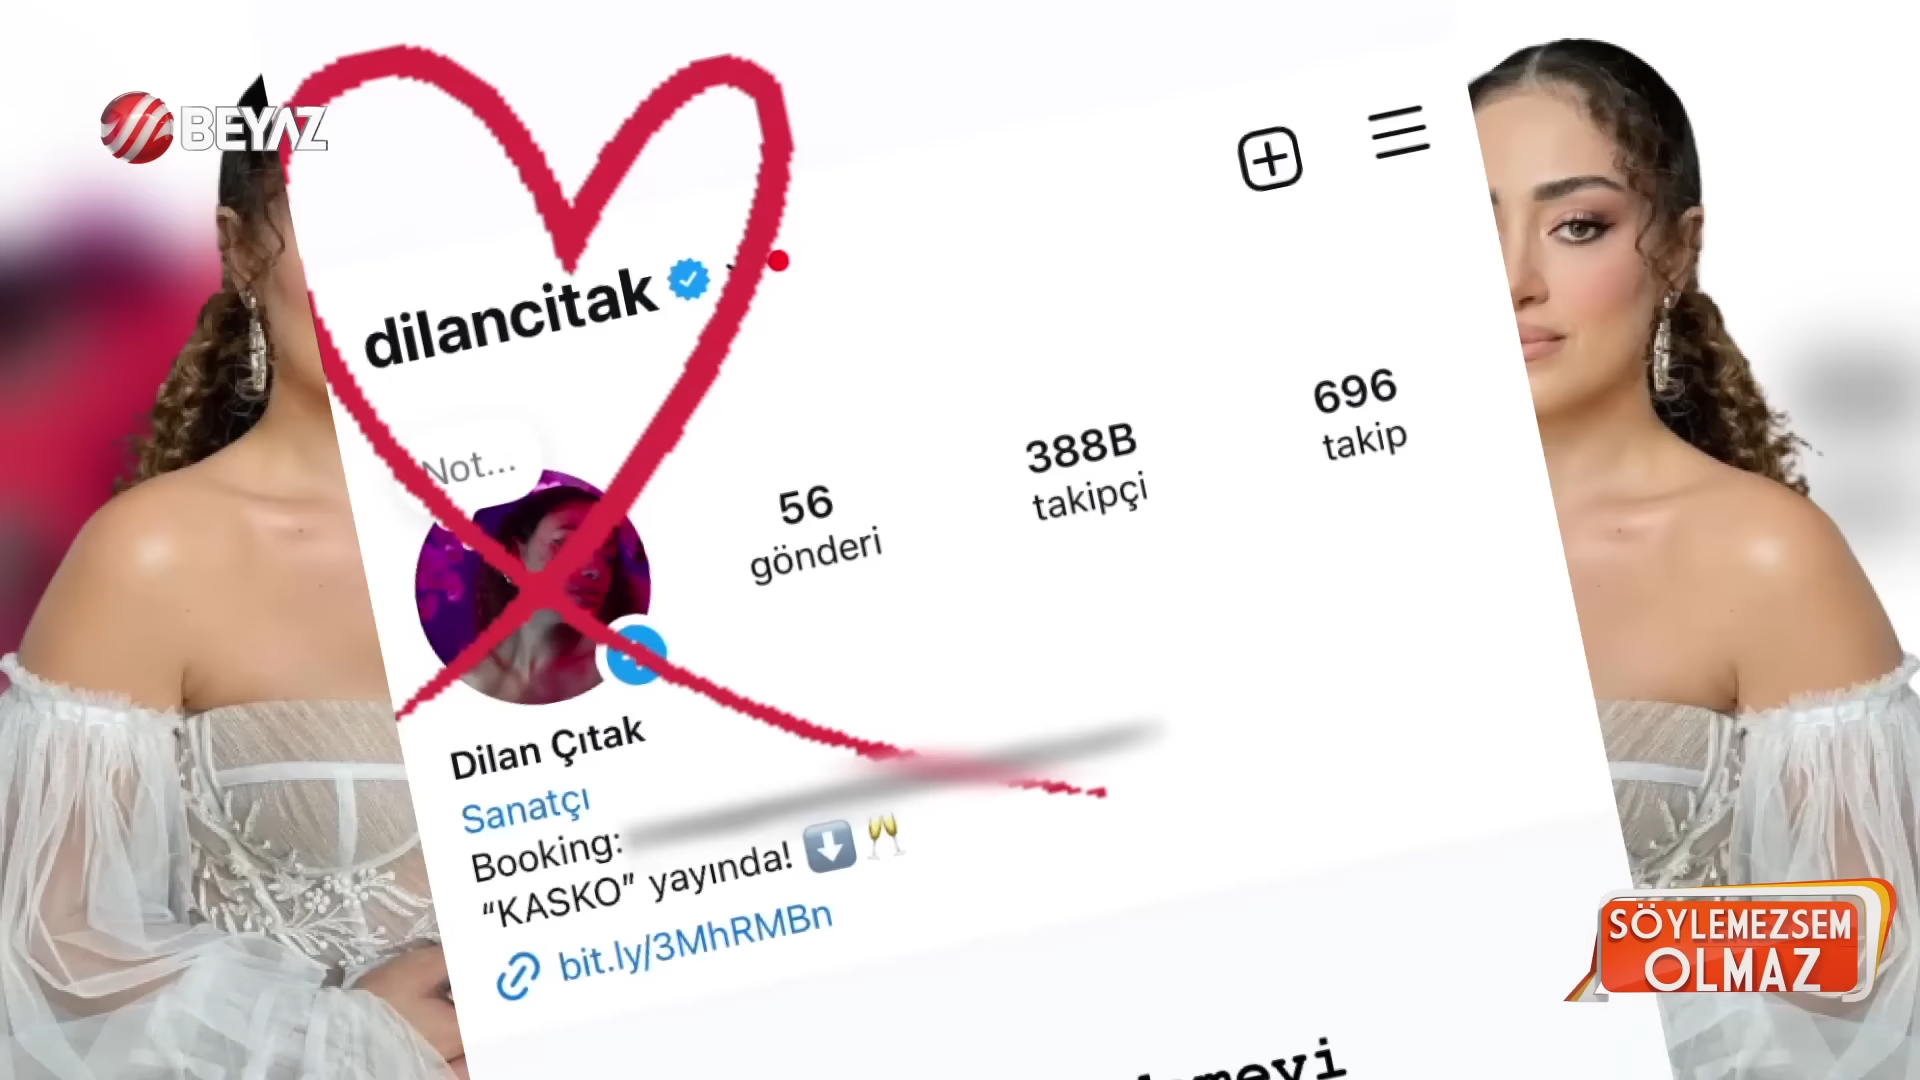 BEYAZ
dilancitak
Not...
56
gönderi
388B
takipçi
696
takip
Dilan Çıtak
Sanatçı
Booking:
“KASKO” yayında! ⬇️🥂
bit.ly/3MhRMBn
SÖYLEMEZSEM
OLMAZ